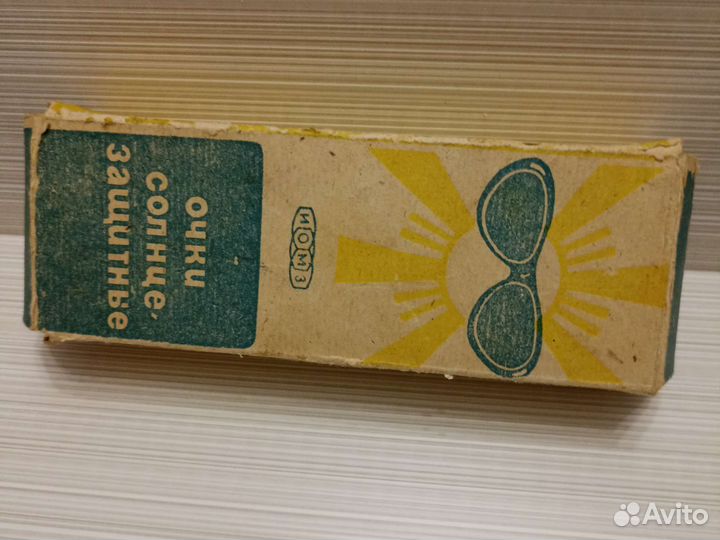 очки
солнце-
защитные
ИОМЗ
Avito